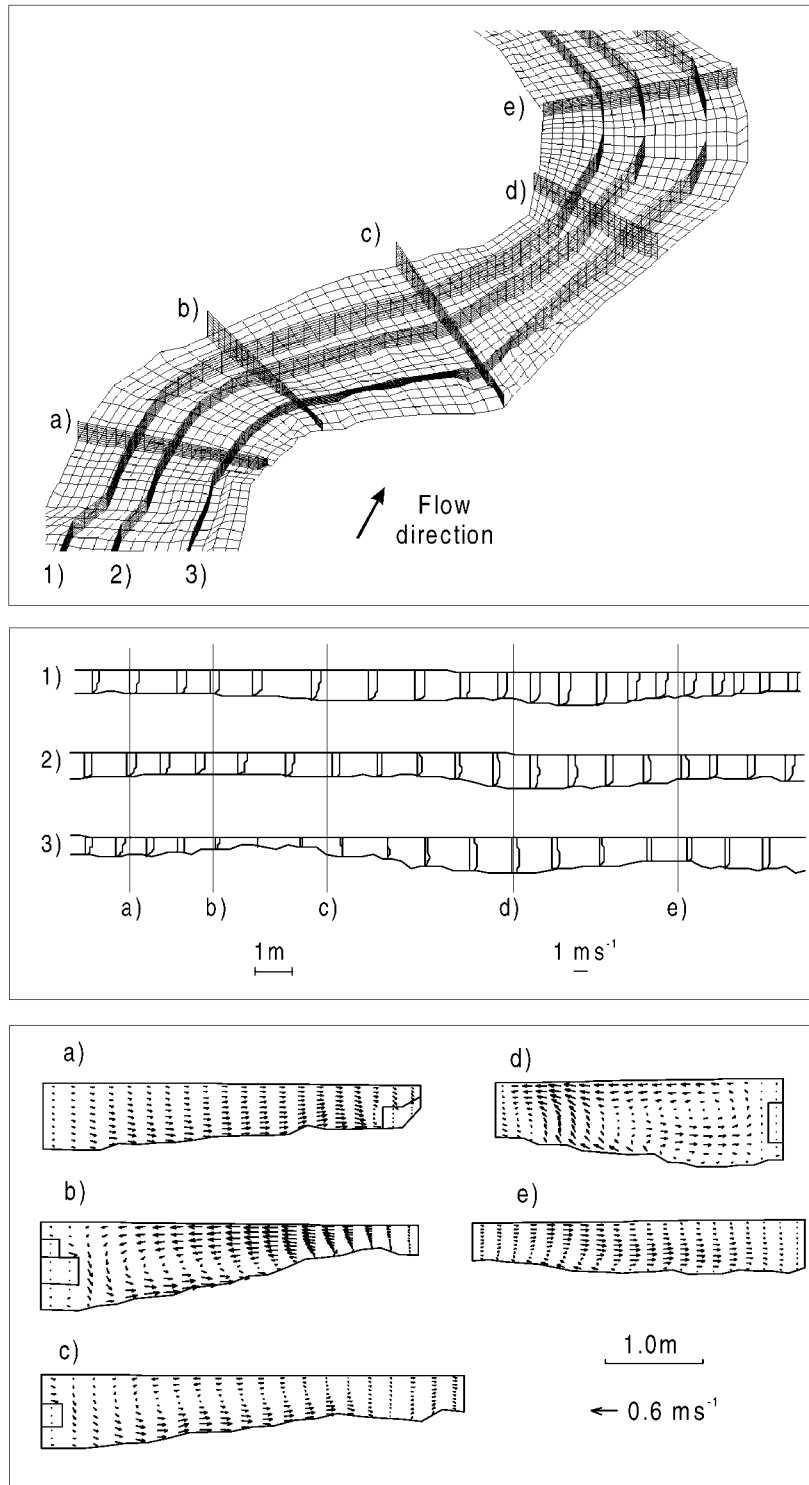 e)
d)
c)
b)
a)
Flow
direction
1) 2) 3)
1)
2)
3)
a) b) c) d) e)
1m 1 ms⁻¹
a) d)
b) e)
c) 1.0m
0.6 ms⁻¹